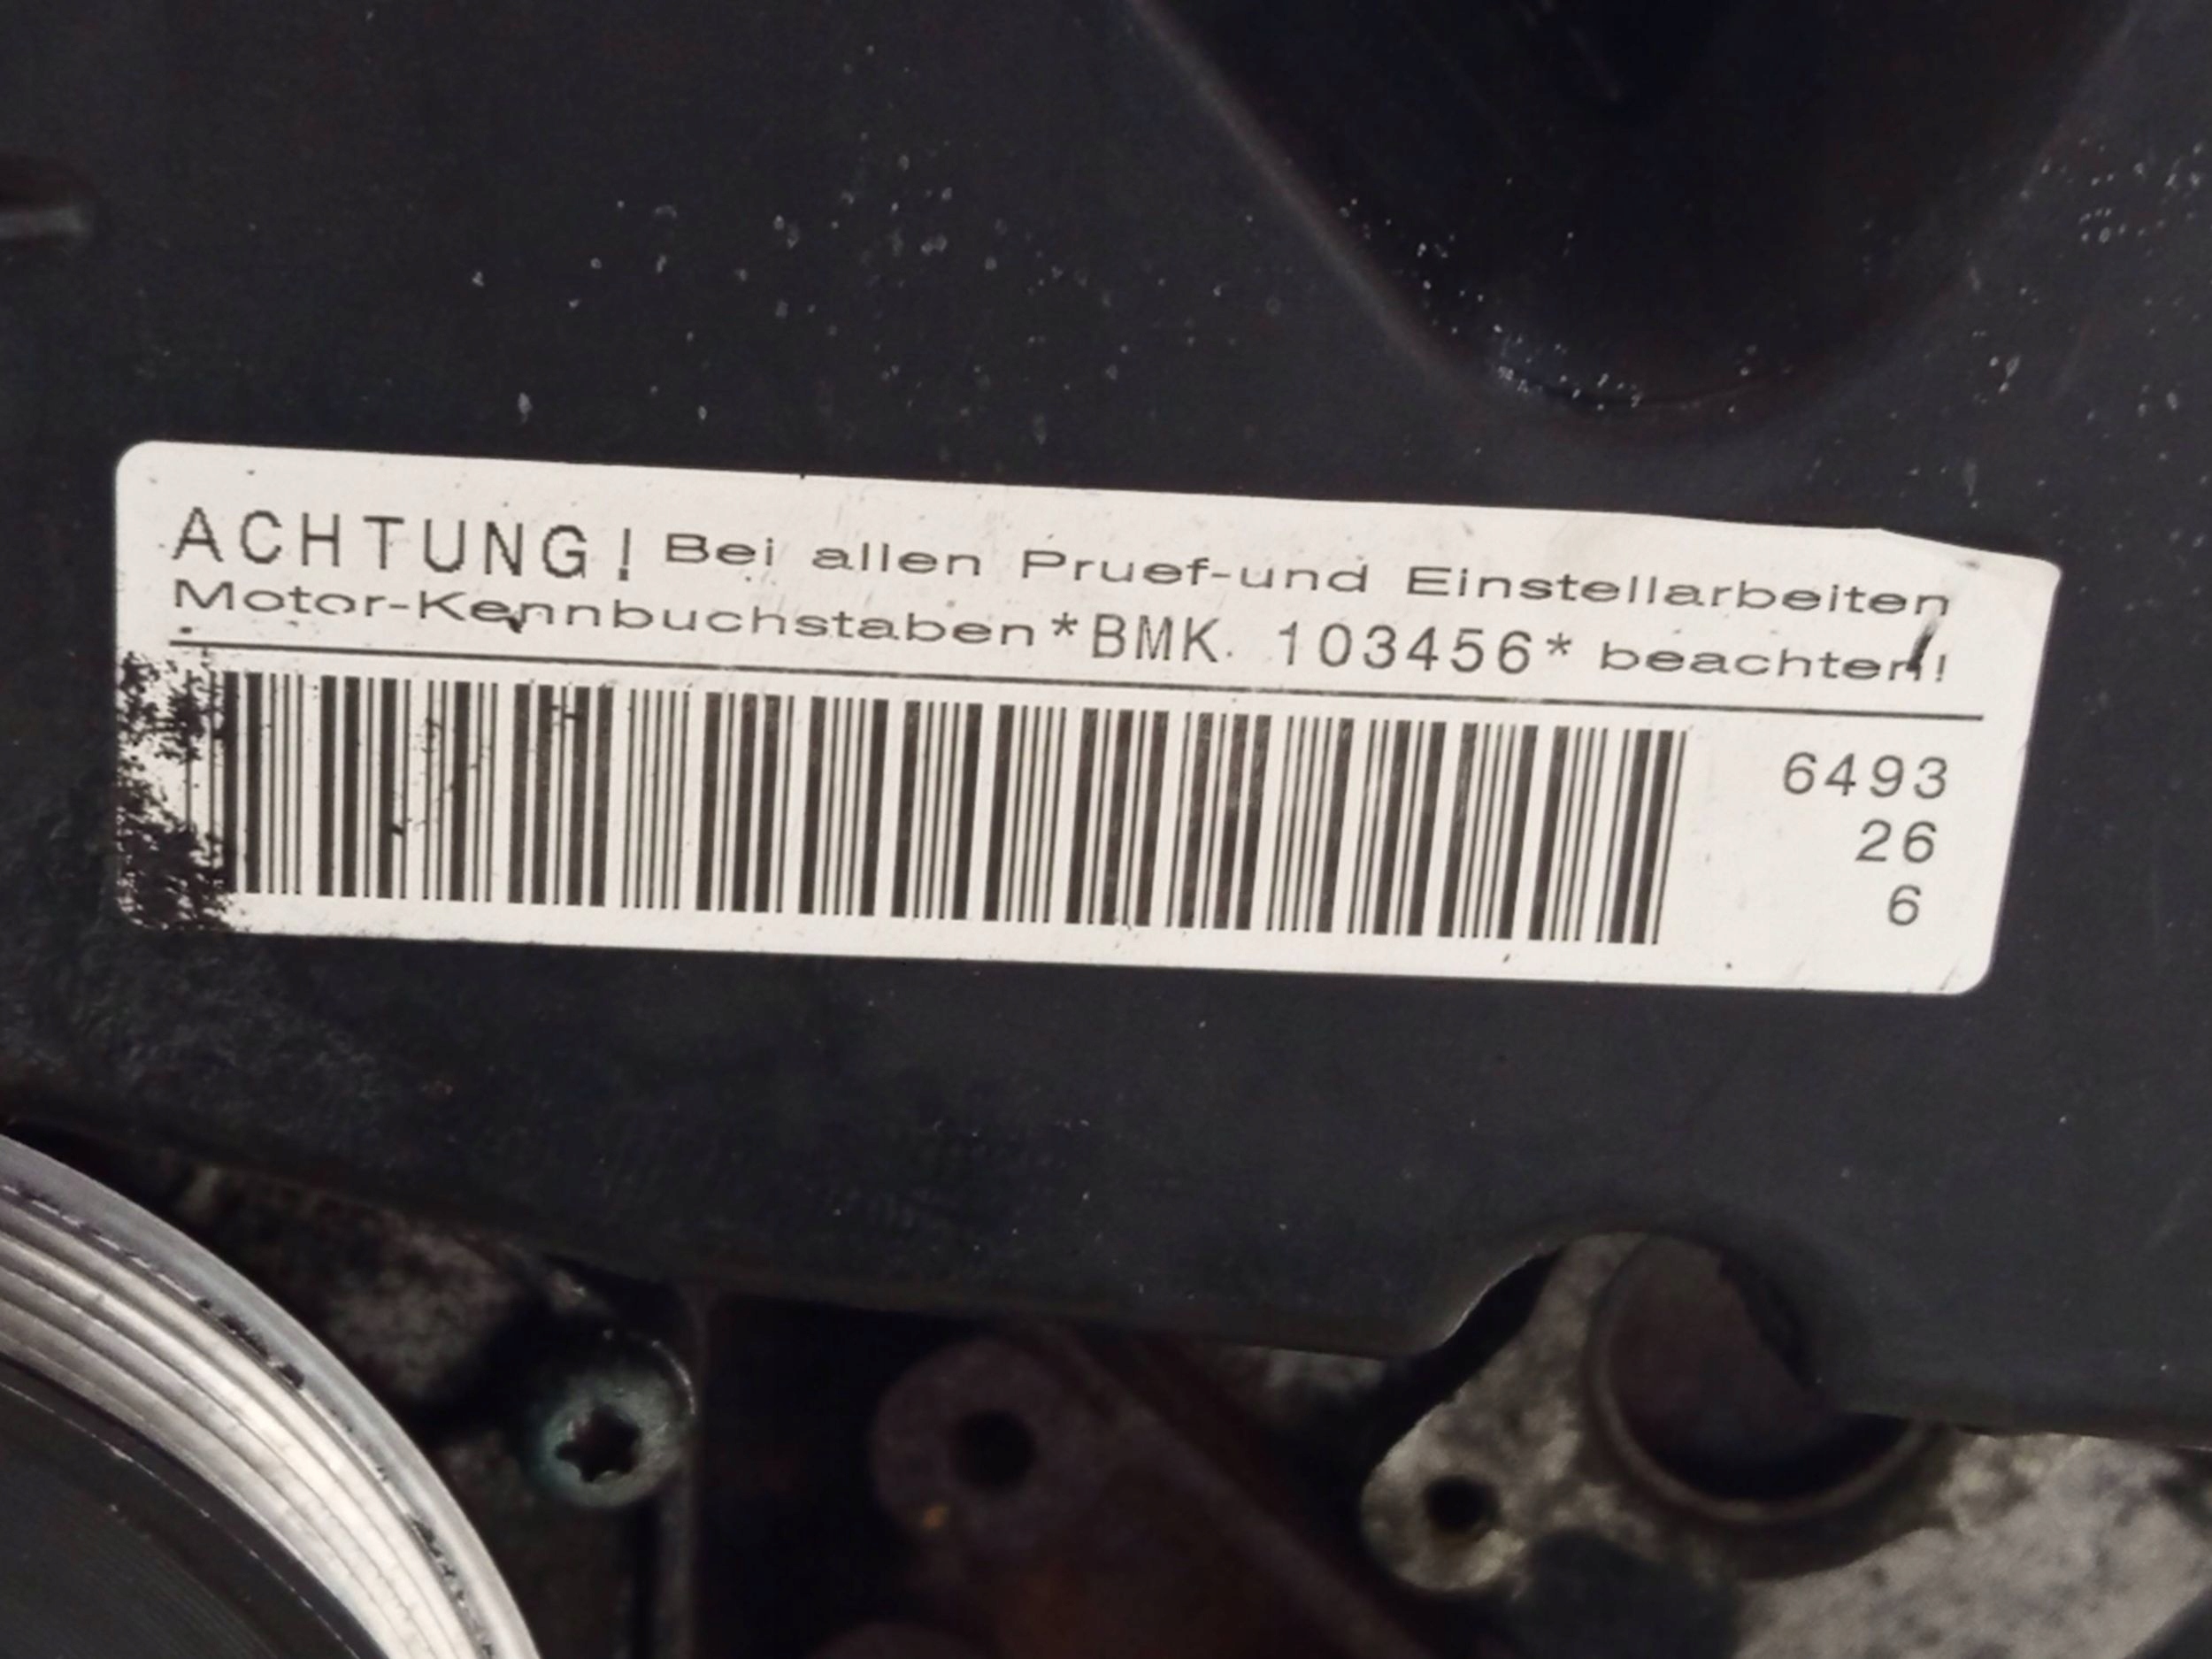 ACHTUNG! Bei allen Pruef-und Einstellarbeiten
Motor-Kennbuchstaben*BMK. 103456* beachten!
6493
26
6